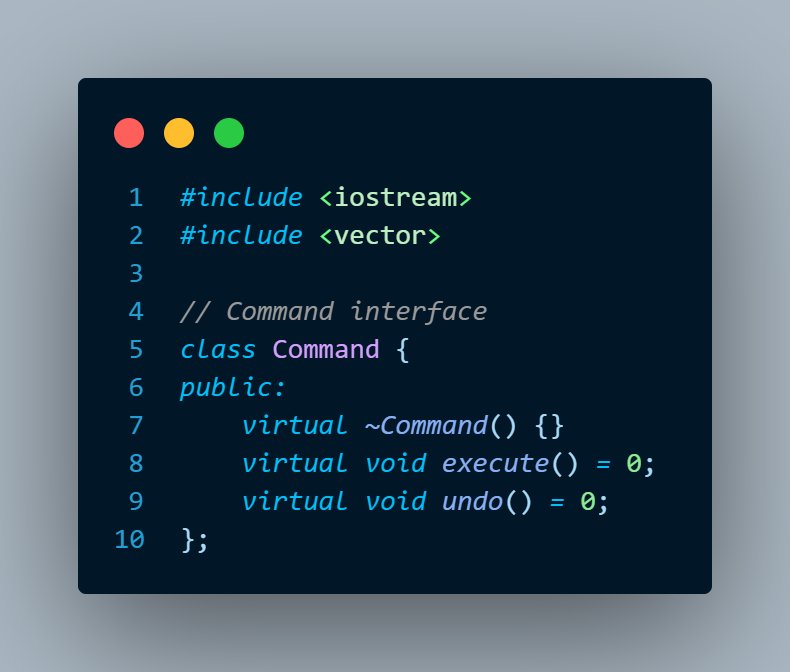 1 #include <iostream>
2 #include <vector>
3
4 // Command interface
5 class Command {
6 public:
7     virtual ~Command() {}
8     virtual void execute() = 0;
9     virtual void undo() = 0;
10 };